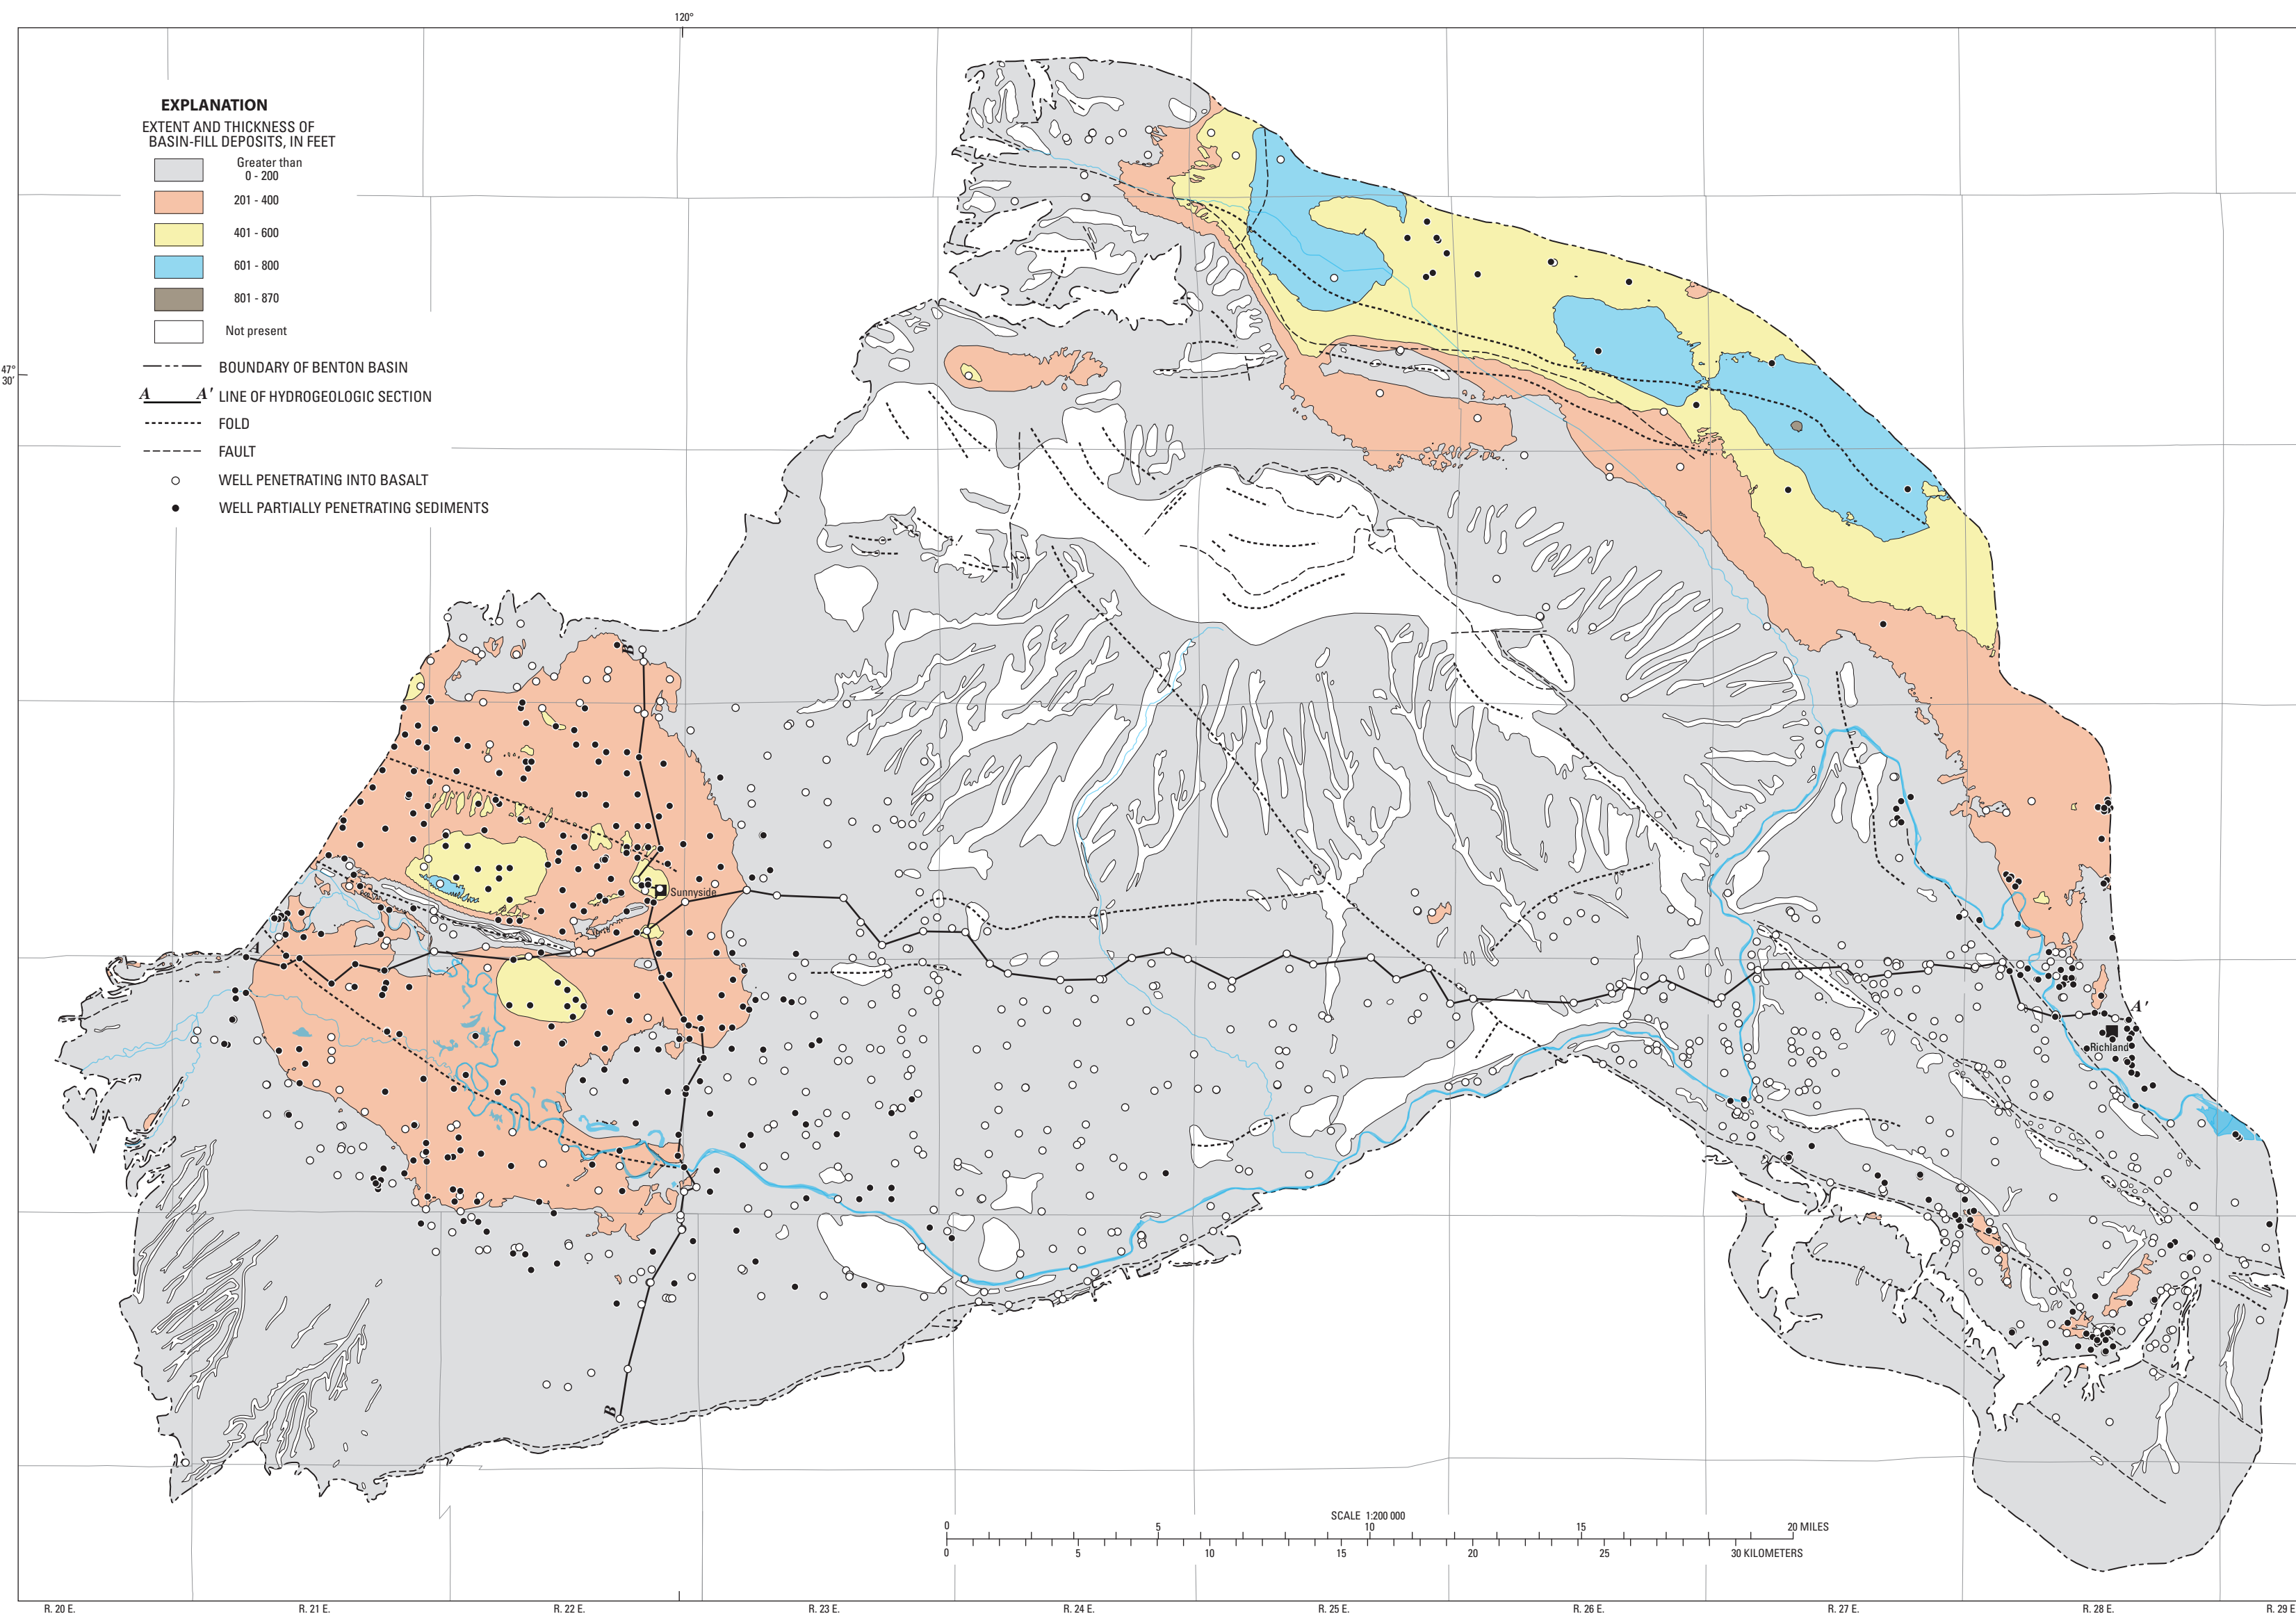 120°
EXPLANATION
EXTENT AND THICKNESS OF
BASIN-FILL DEPOSITS, IN FEET
Greater than
0 - 200
201 - 400
401 - 600
601 - 800
801 - 870
Not present
47°
30'
BOUNDARY OF BENTON BASIN
A A' LINE OF HYDROGEOLOGIC SECTION
FOLD
FAULT
WELL PENETRATING INTO BASALT
WELL PARTIALLY PENETRATING SEDIMENTS
B'
Sunnyside
A
A'
Richland
B
SCALE 1:200 000
0 5 10 15 20 MILES
0 5 10 15 20 25 30 KILOMETERS
R. 20 E. R. 21 E. R. 22 E. R. 23 E. R. 24 E. R. 25 E. R. 26 E. R. 27 E. R. 28 E. R. 29 E